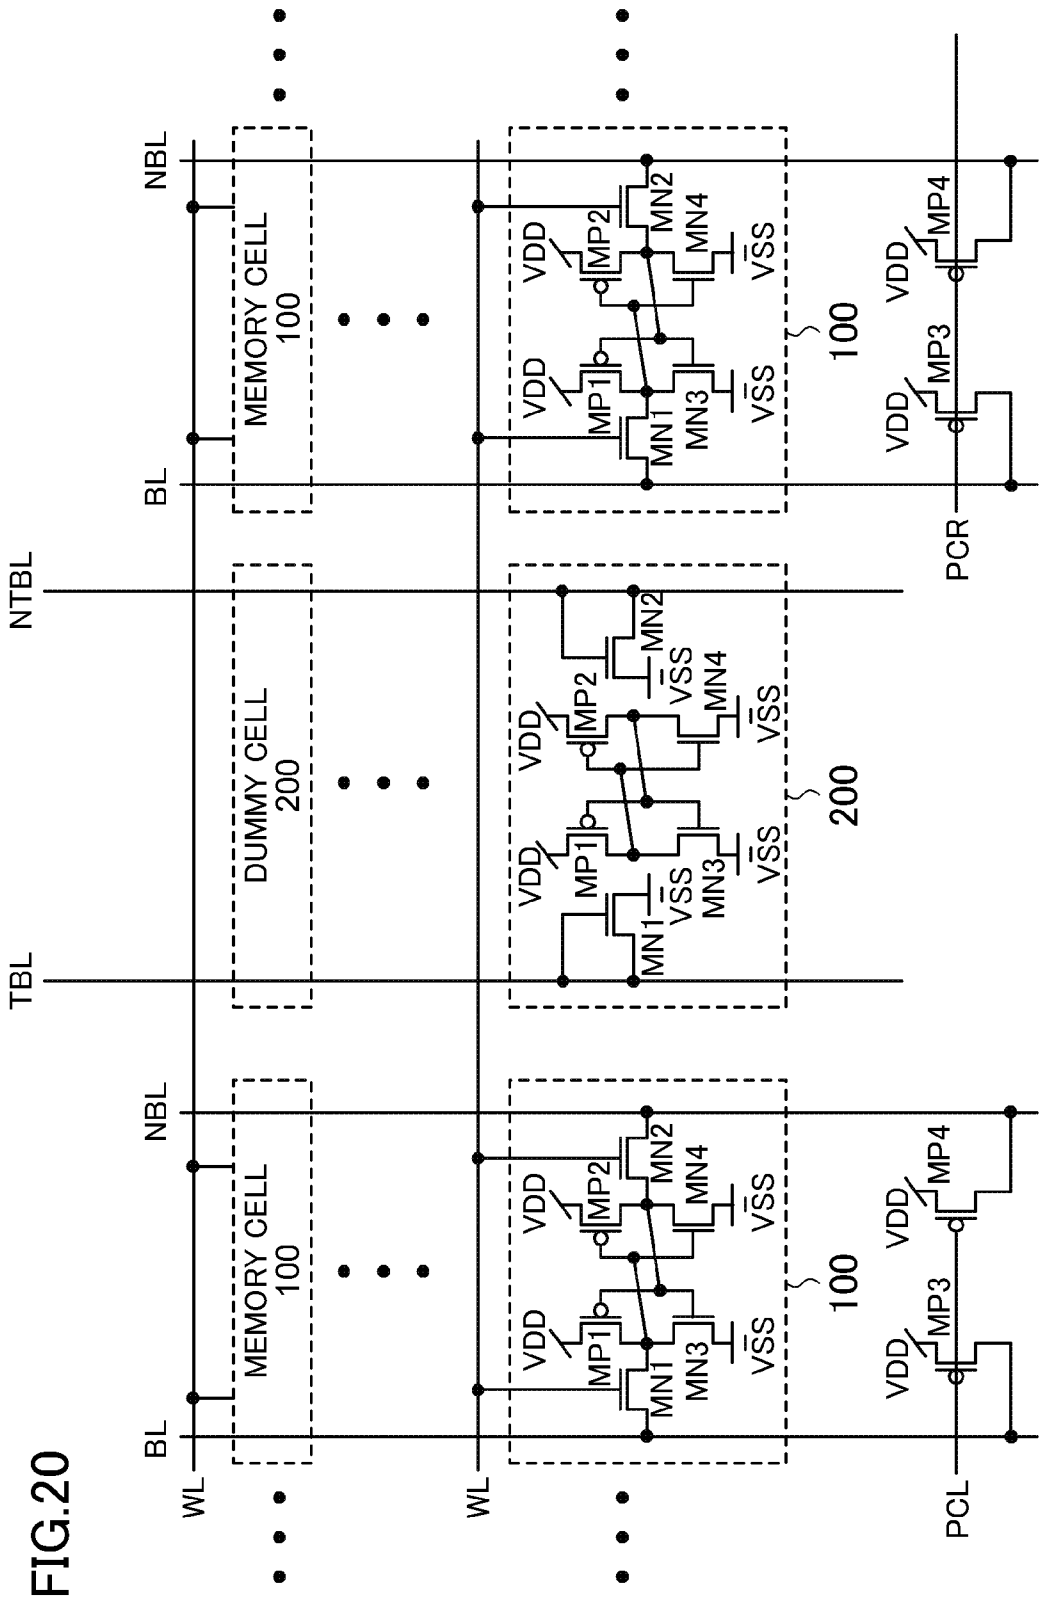 FIG.20
BL
NBL
TBL
NTBL
BL
NBL
WL
MEMORY CELL
100
DUMMY CELL
200
MEMORY CELL
100
WL
VDD
VDD
MP1
MP2
MN1
MN2
MN3
MN4
VSS
VSS
100
VDD
VDD
MP1
MP2
MN1
MN2
VSS
VSS
MN3
MN4
VSS
VSS
200
VDD
VDD
MP1
MP2
MN1
MN2
MN3
MN4
VSS
VSS
100
PCL
VDD
MP3
VDD
MP4
PCR
VDD
MP3
VDD
MP4